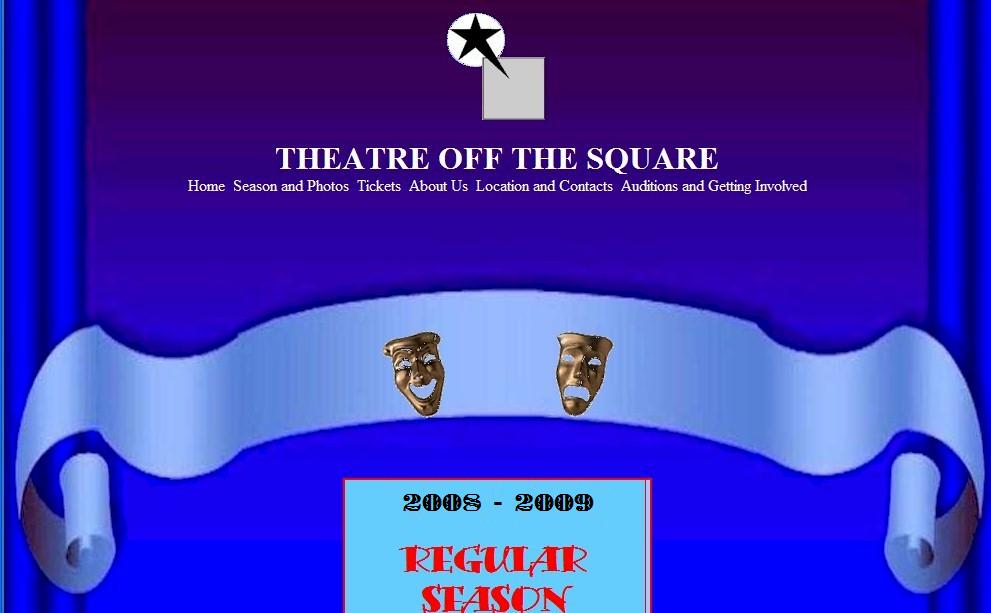 THEATRE OFF THE SQUARE
Home Season and Photos Tickets About Us Location and Contacts Auditions and Getting Involved
2008 - 2009
REGULAR
SEASON